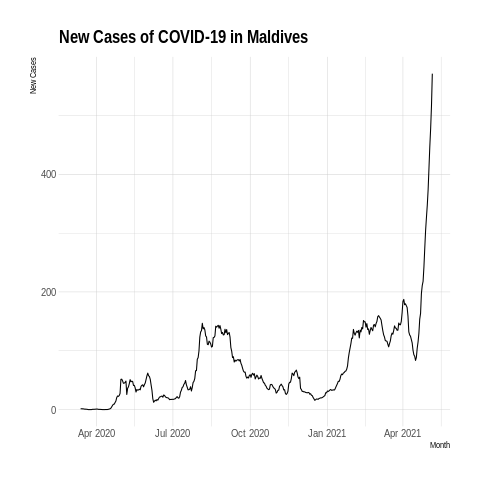 New Cases of COVID-19 in Maldives
New Cases
400
200
0
Apr 2020 Jul 2020 Oct 2020 Jan 2021 Apr 2021
Month